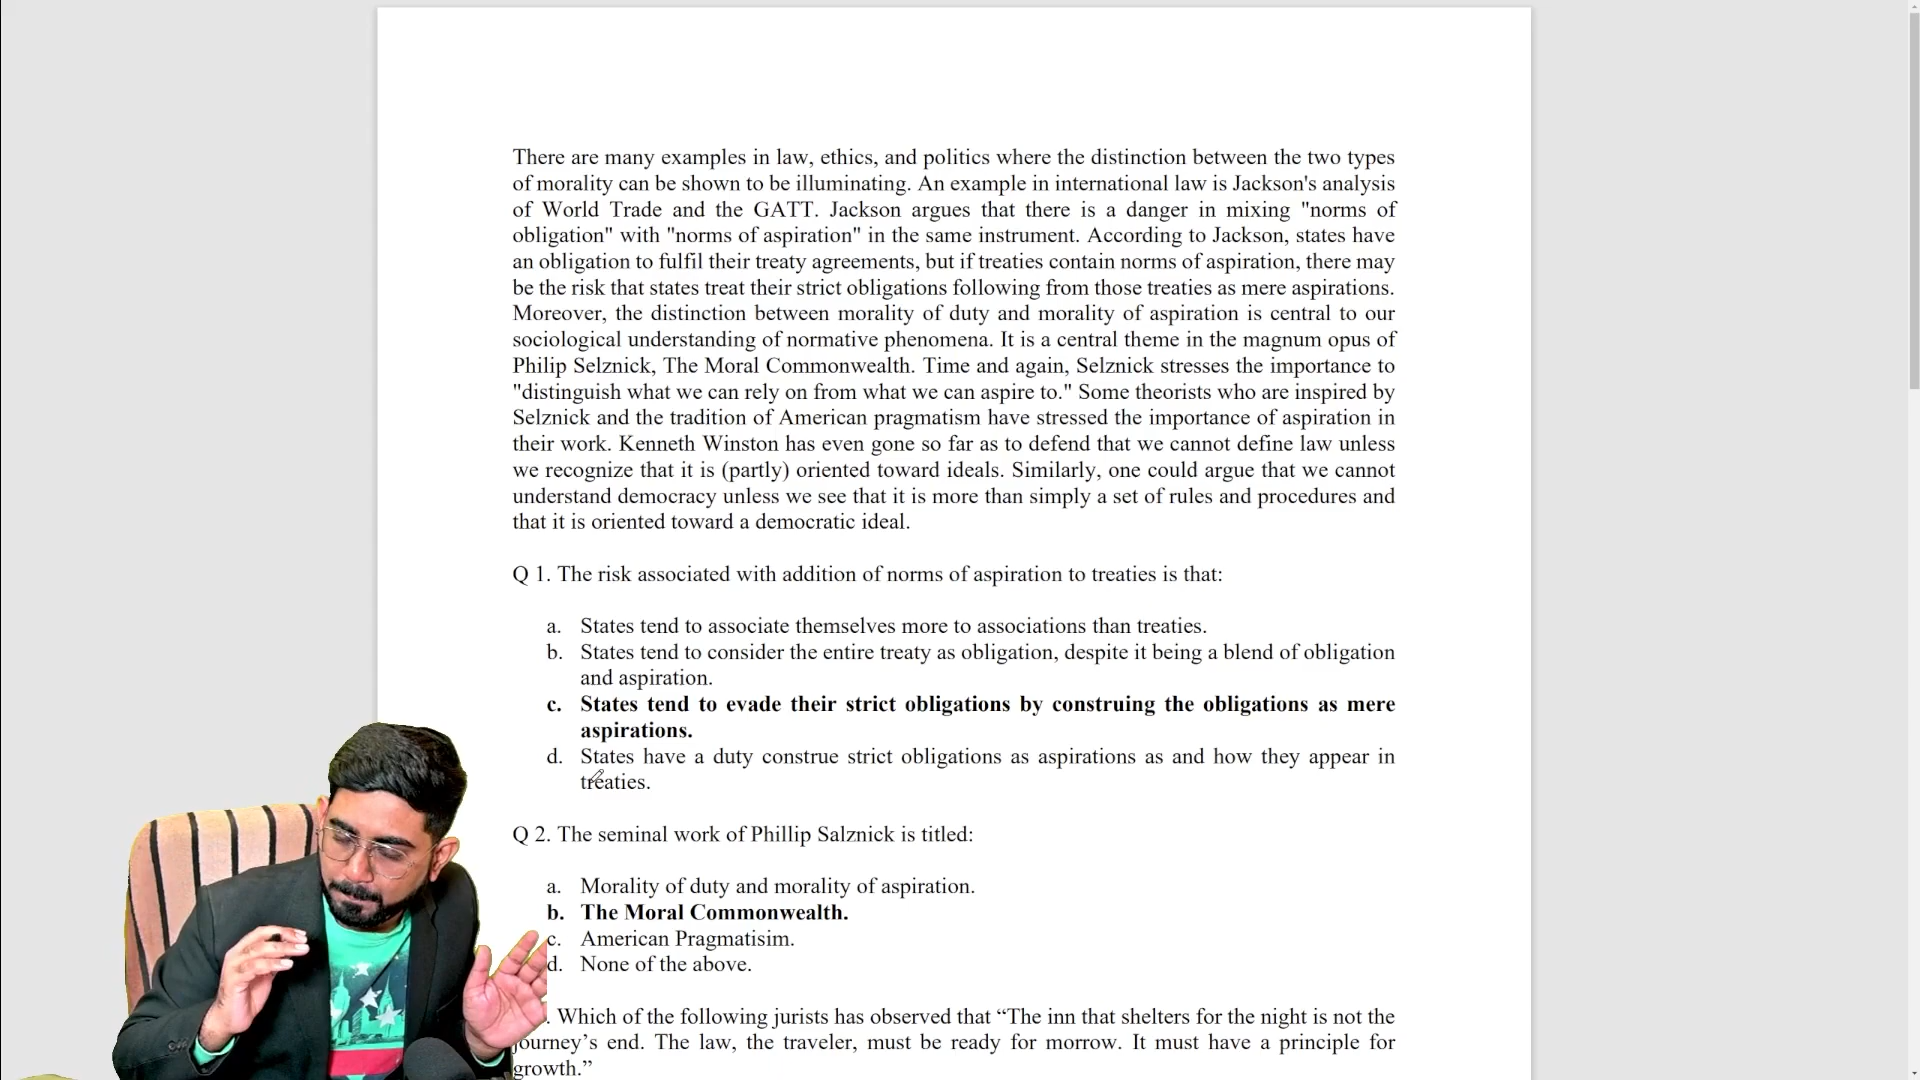 There are many examples in law, ethics, and politics where the distinction between the two types
of morality can be shown to be illuminating. An example in international law is Jackson's analysis
of World Trade and the GATT. Jackson argues that there is a danger in mixing "norms of
obligation" with "norms of aspiration" in the same instrument. According to Jackson, states have
an obligation to fulfil their treaty agreements, but if treaties contain norms of aspiration, there may
be the risk that states treat their strict obligations following from those treaties as mere aspirations.
Moreover, the distinction between morality of duty and morality of aspiration is central to our
sociological understanding of normative phenomena. It is a central theme in the magnum opus of
Philip Selznick, The Moral Commonwealth. Time and again, Selznick stresses the importance to
"distinguish what we can rely on from what we can aspire to." Some theorists who are inspired by
Selznick and the tradition of American pragmatism have stressed the importance of aspiration in
their work. Kenneth Winston has even gone so far as to defend that we cannot define law unless
we recognize that it is (partly) oriented toward ideals. Similarly, one could argue that we cannot
understand democracy unless we see that it is more than simply a set of rules and procedures and
that it is oriented toward a democratic ideal.
Q 1. The risk associated with addition of norms of aspiration to treaties is that:
a. States tend to associate themselves more to associations than treaties.
b. States tend to consider the entire treaty as obligation, despite it being a blend of obligation
and aspiration.
c. States tend to evade their strict obligations by construing the obligations as mere
aspirations.
d. States have a duty construe strict obligations as aspirations as and how they appear in
treaties.
Q 2. The seminal work of Phillip Salznick is titled:
a. Morality of duty and morality of aspiration.
b. The Moral Commonwealth.
c. American Pragmatisim.
d. None of the above.
. Which of the following jurists has observed that “The inn that shelters for the night is not the
journey’s end. The law, the traveler, must be ready for morrow. It must have a principle for
growth.”